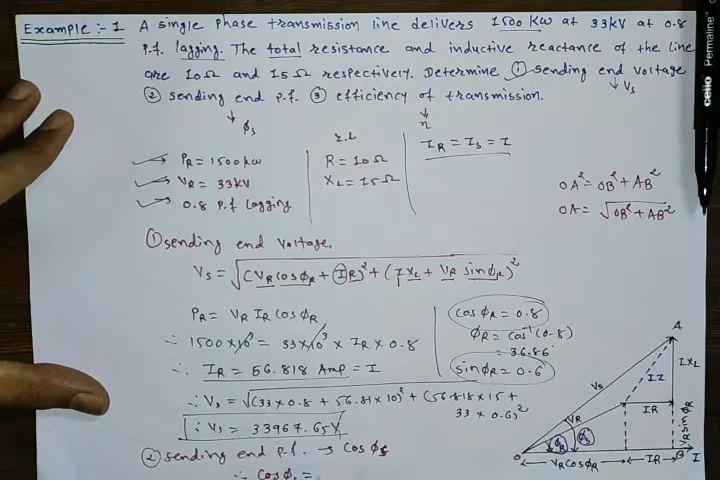 Example :- 1 A single phase transmission line delivers 1500 kw at 33kV at 0.8
p.f. lagging. The total resistance and inductive reactance of the line
are 10Ω and 15Ω respectively. Determine ① sending end voltage
② sending end p.f. ③ efficiency of transmission.
↓ Vs
↓ ϕs
↓ η
PR = 1500 kw
VR = 33kV
0.8 p.f lagging
R = 10Ω
XL = 15Ω
IR = IS = I
OA² = OB² + AB²
OA = √OB² + AB²
① sending end voltage,
Vs = √(VR cosϕR + IR)² + (IXL + VR sinϕR)²
PR = VR IR cosϕR
∴ 1500×10³ = 33×10³ × IR × 0.8
∴ IR = 56.818 Amp = I
cosϕR = 0.8
ϕR = cos⁻¹(0.8)
= 36.86°
sinϕR = 0.6
∴ Vs = √(33 × 0.8 + 56.81 × 10)² + (56.818 × 15 +
33 × 0.6)²
∴ Vs = 33967.65V
② sending end p.f. → cosϕs
∴ cosϕs =
A
Vs
IZ
IXL
VR
IR
VR sinϕR
ϕR
ϕs
O
B
I
VR cosϕR
IR
cello Permaline